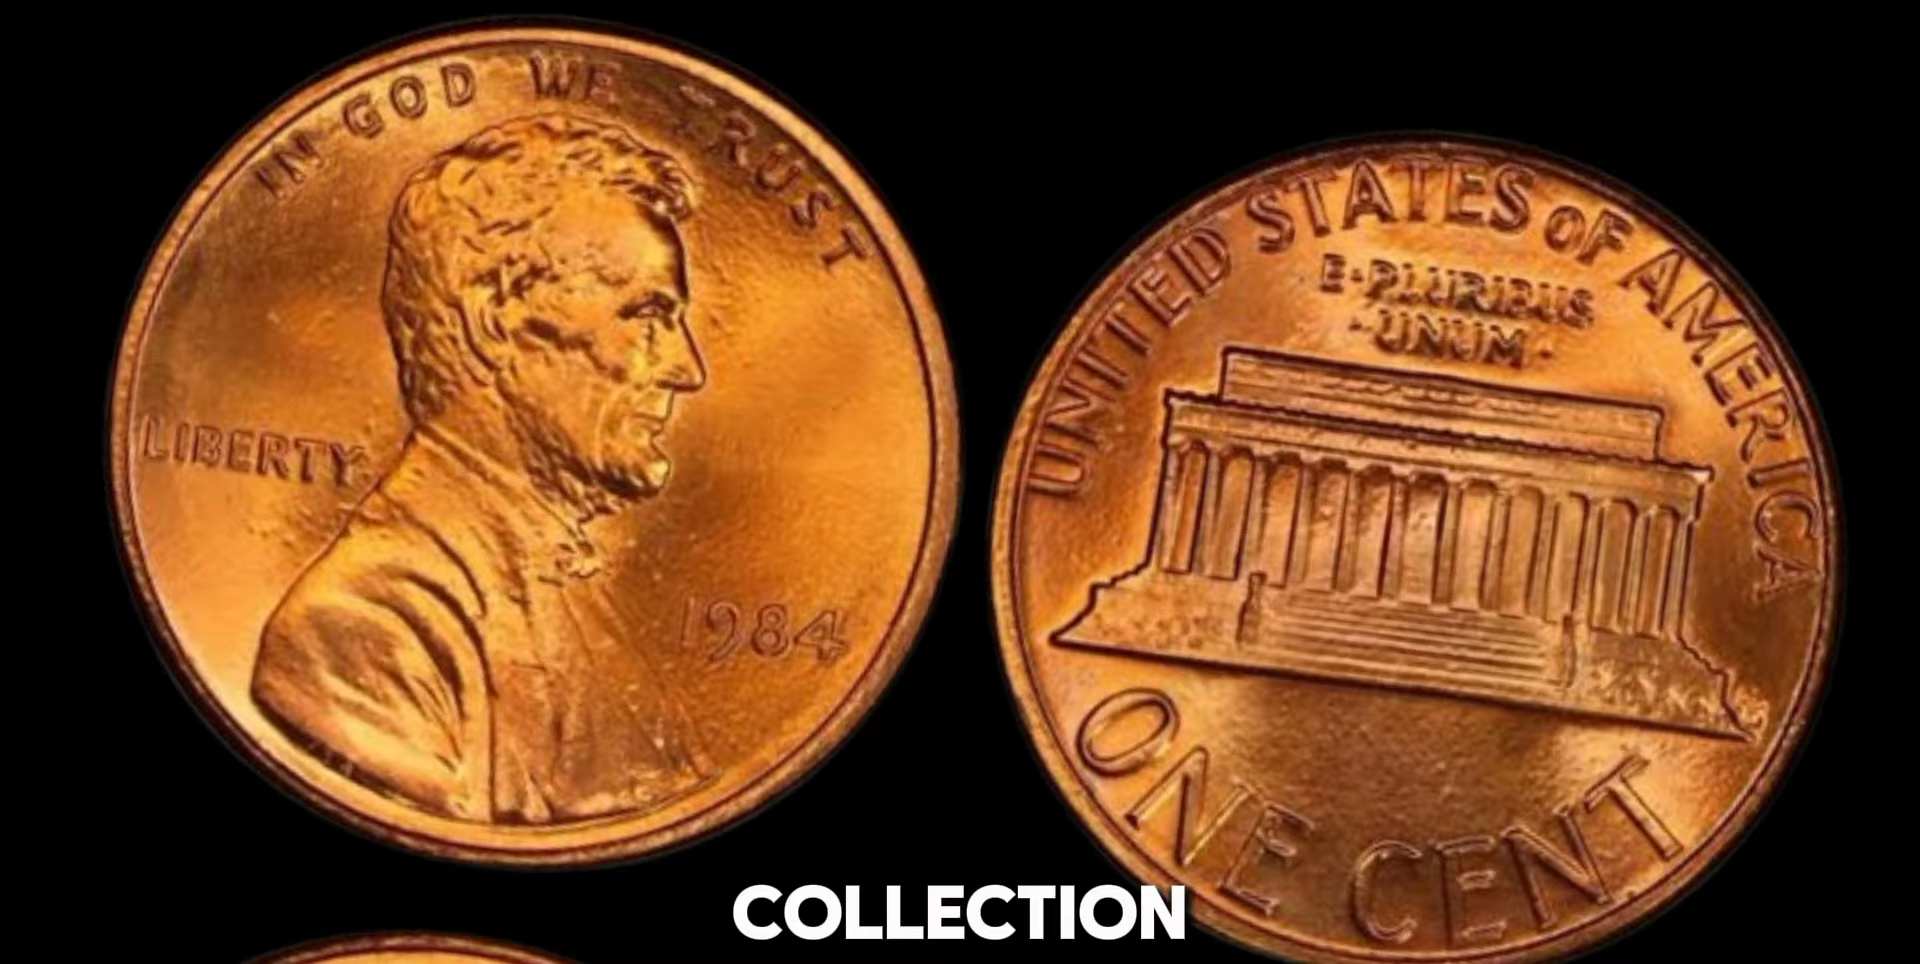 IN GOD WE TRUST
LIBERTY
1984
UNITED STATES OF AMERICA
E·PLURIBUS
·UNUM·
ONE CENT
COLLECTION